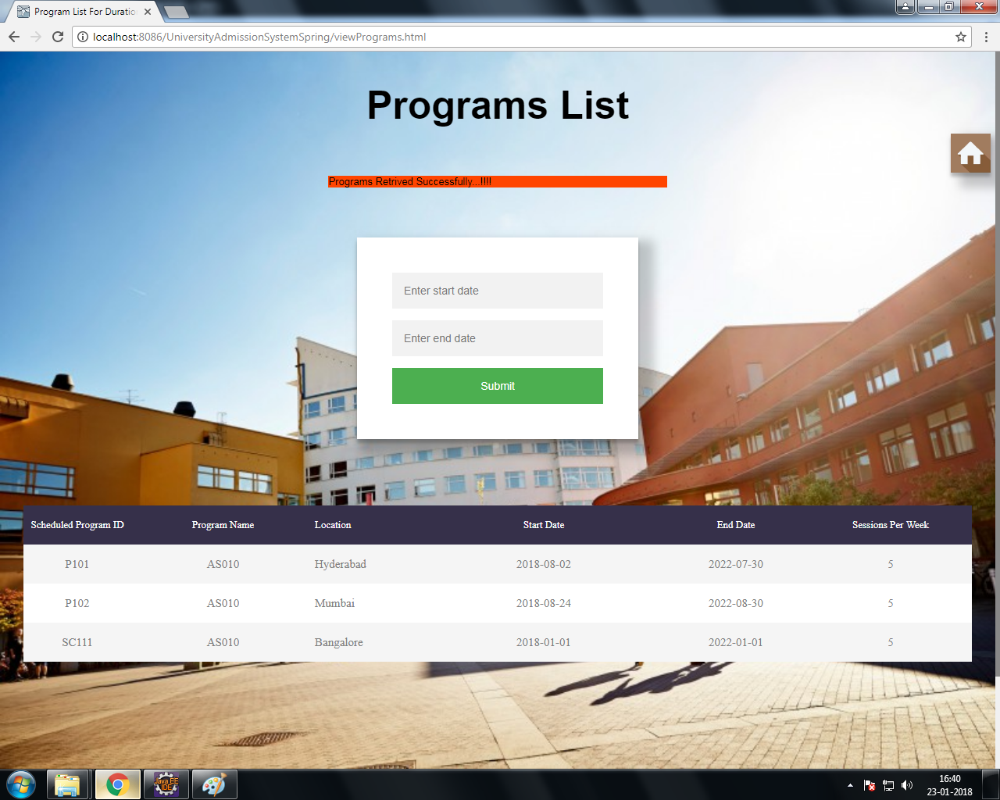 Program List For Duratio
localhost:8086/UniversityAdmissionSystemSpring/viewPrograms.html
Programs List
Programs Retrived Successfully...!!!!
Enter start date
Enter end date
Submit
Scheduled Program ID Program Name Location Start Date End Date Sessions Per Week
P101 AS010 Hyderabad 2018-08-02 2022-07-30 5
P102 AS010 Mumbai 2018-08-24 2022-08-30 5
SC111 AS010 Bangalore 2018-01-01 2022-01-01 5
Java EE
IDE
16:40
23-01-2018